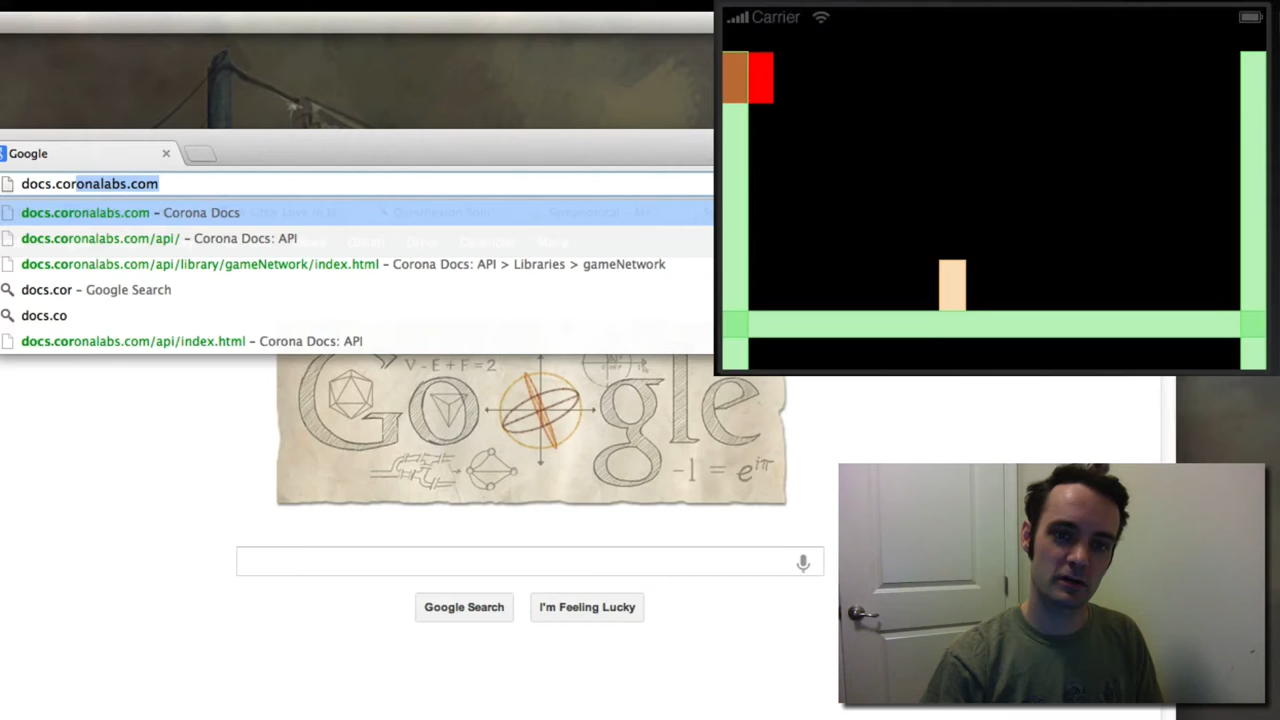 Carrier
Google
docs.coronalabs.com
docs.coronalabs.com – Corona Docs
docs.coronalabs.com/api/ – Corona Docs: API
docs.coronalabs.com/api/library/gameNetwork/index.html – Corona Docs: API > Libraries > gameNetwork
docs.cor – Google Search
docs.co
docs.coronalabs.com/api/index.html – Corona Docs: API
V - E + F = 2
Google
-1 = e^iπ
Google Search
I'm Feeling Lucky